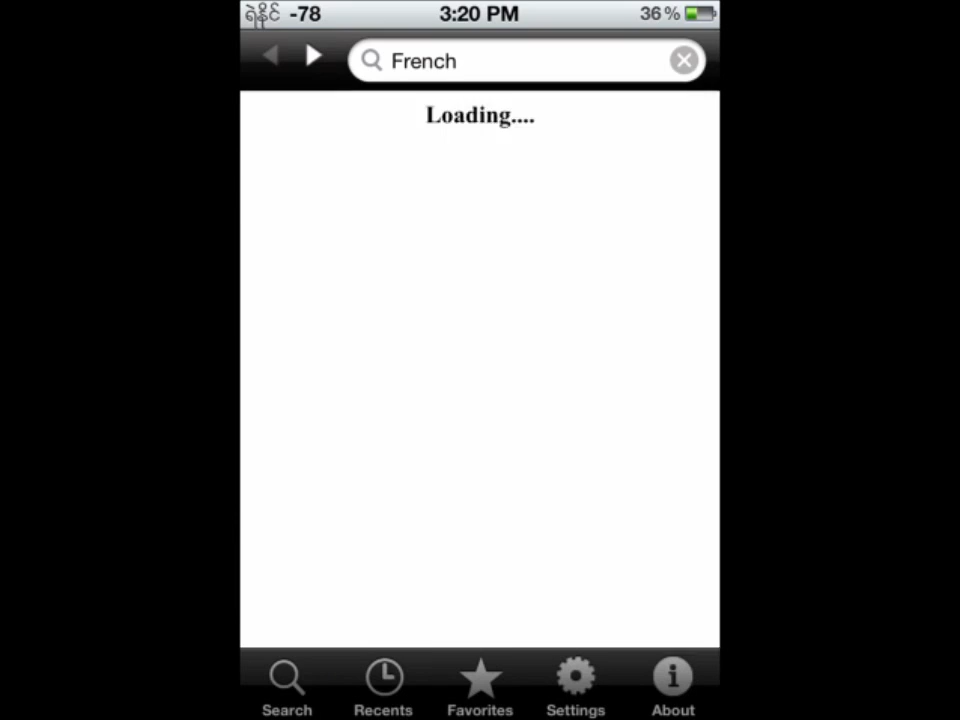 ရဲနိုင် -78 3:20 PM 36%
French
Loading....
Search Recents Favorites Settings About